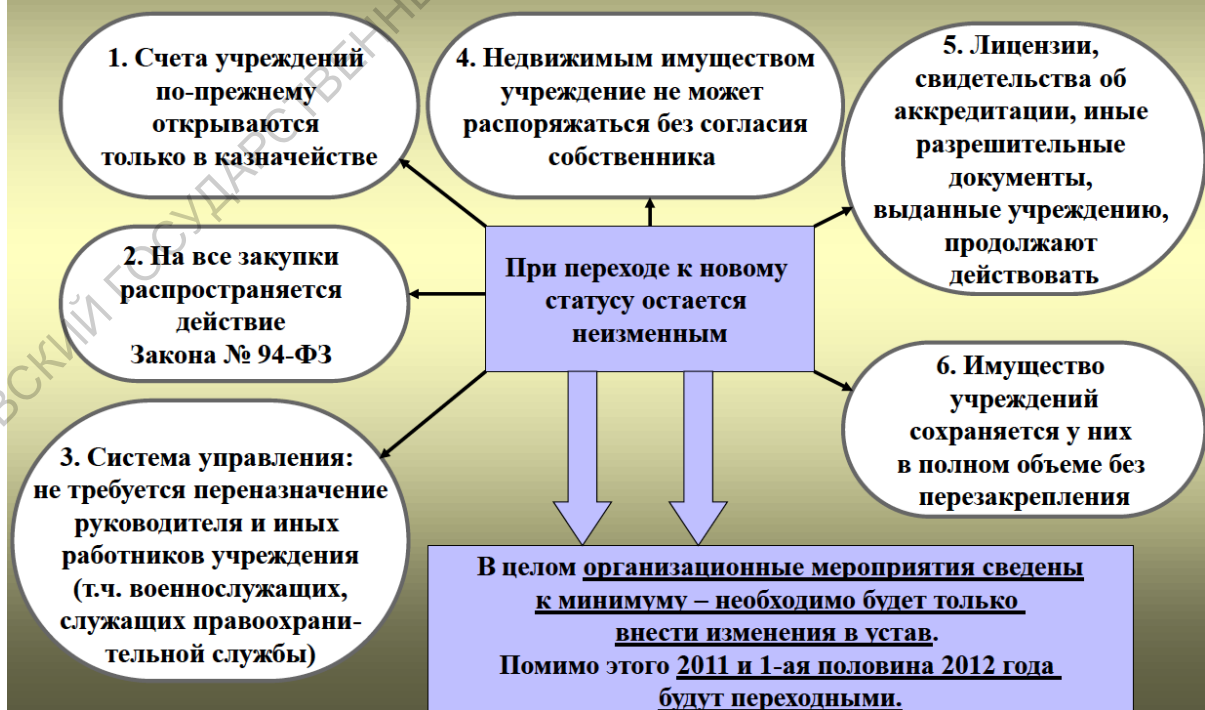 1. Счета учреждений
по-прежнему
открываются
только в казначействе
4. Недвижимым имуществом
учреждение не может
распоряжаться без согласия
собственника
5. Лицензии,
свидетельства об
аккредитации, иные
разрешительные
документы,
выданные учреждению,
продолжают
действовать
2. На все закупки
распространяется
действие
Закона № 94-ФЗ
При переходе к новому
статусу остается
неизменным
3. Система управления:
не требуется переназначение
руководителя и иных
работников учреждения
(т.ч. военнослужащих,
служащих правоохрани-
тельной службы)
6. Имущество
учреждений
сохраняется у них
в полном объеме без
перезакрепления
В целом организационные мероприятия сведены
к минимуму – необходимо будет только
внести изменения в устав.
Помимо этого 2011 и 1-ая половина 2012 года
будут переходными.